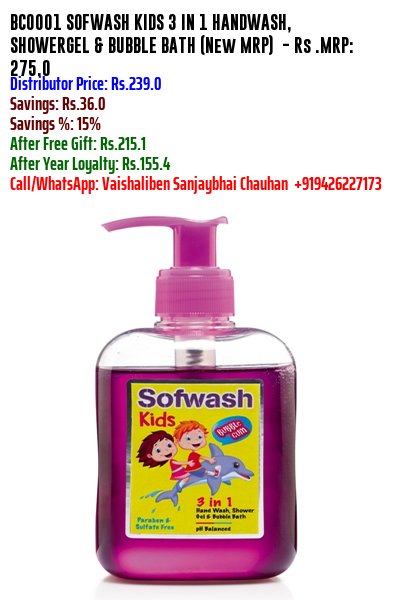 BC0001 SOFWASH KIDS 3 IN 1 HANDWASH,
SHOWERGEL & BUBBLE BATH (New MRP) - Rs .MRP:
275.0
Distributor Price: Rs.239.0
Savings: Rs.36.0
Savings %: 15%
After Free Gift: Rs.215.1
After Year Loyalty: Rs.155.4
Call/WhatsApp: Vaishaliben Sanjaybhai Chauhan +919426227173
Sofwash
Kids
BUBBLE
GUM
3 in 1
Hand Wash, Shower
Gel & Bubble Bath
Paraben &
Sulfate Free
pH Balanced